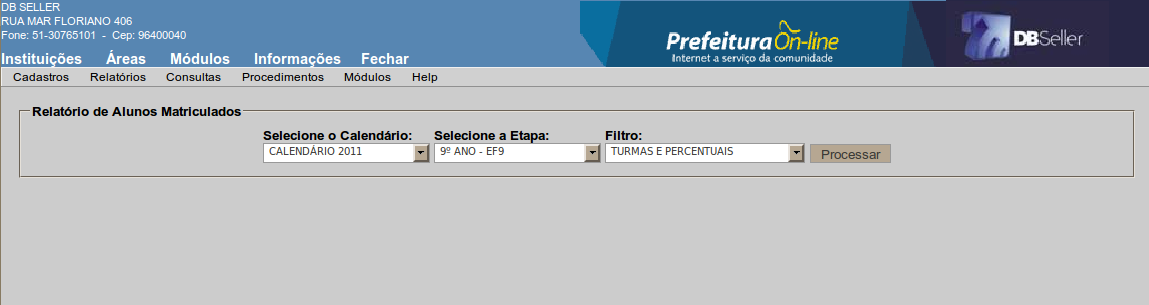 DB SELLER
RUA MAR FLORIANO 406
Fone: 51-30765101 - Cep: 96400040
Prefeitura On-line
Internet a serviço da comunidade
DBSeller
Instituições Áreas Módulos Informações Fechar
Cadastros Relatórios Consultas Procedimentos Módulos Help
Relatório de Alunos Matriculados
Selecione o Calendário: Selecione a Etapa: Filtro:
CALENDÁRIO 2011 9º ANO - EF9 TURMAS E PERCENTUAIS Processar